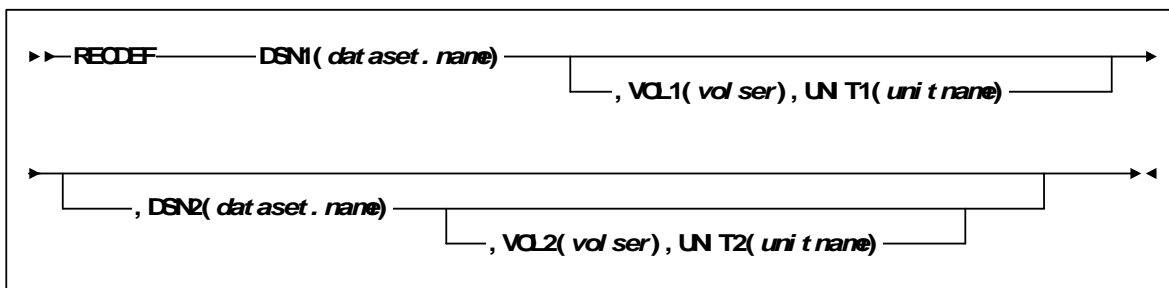 RECDEF DSN1(dataset.name)
,VOL1(volser),UNIT1(unitname)
,DSN2(dataset.name)
,VOL2(volser),UNIT2(unitname)